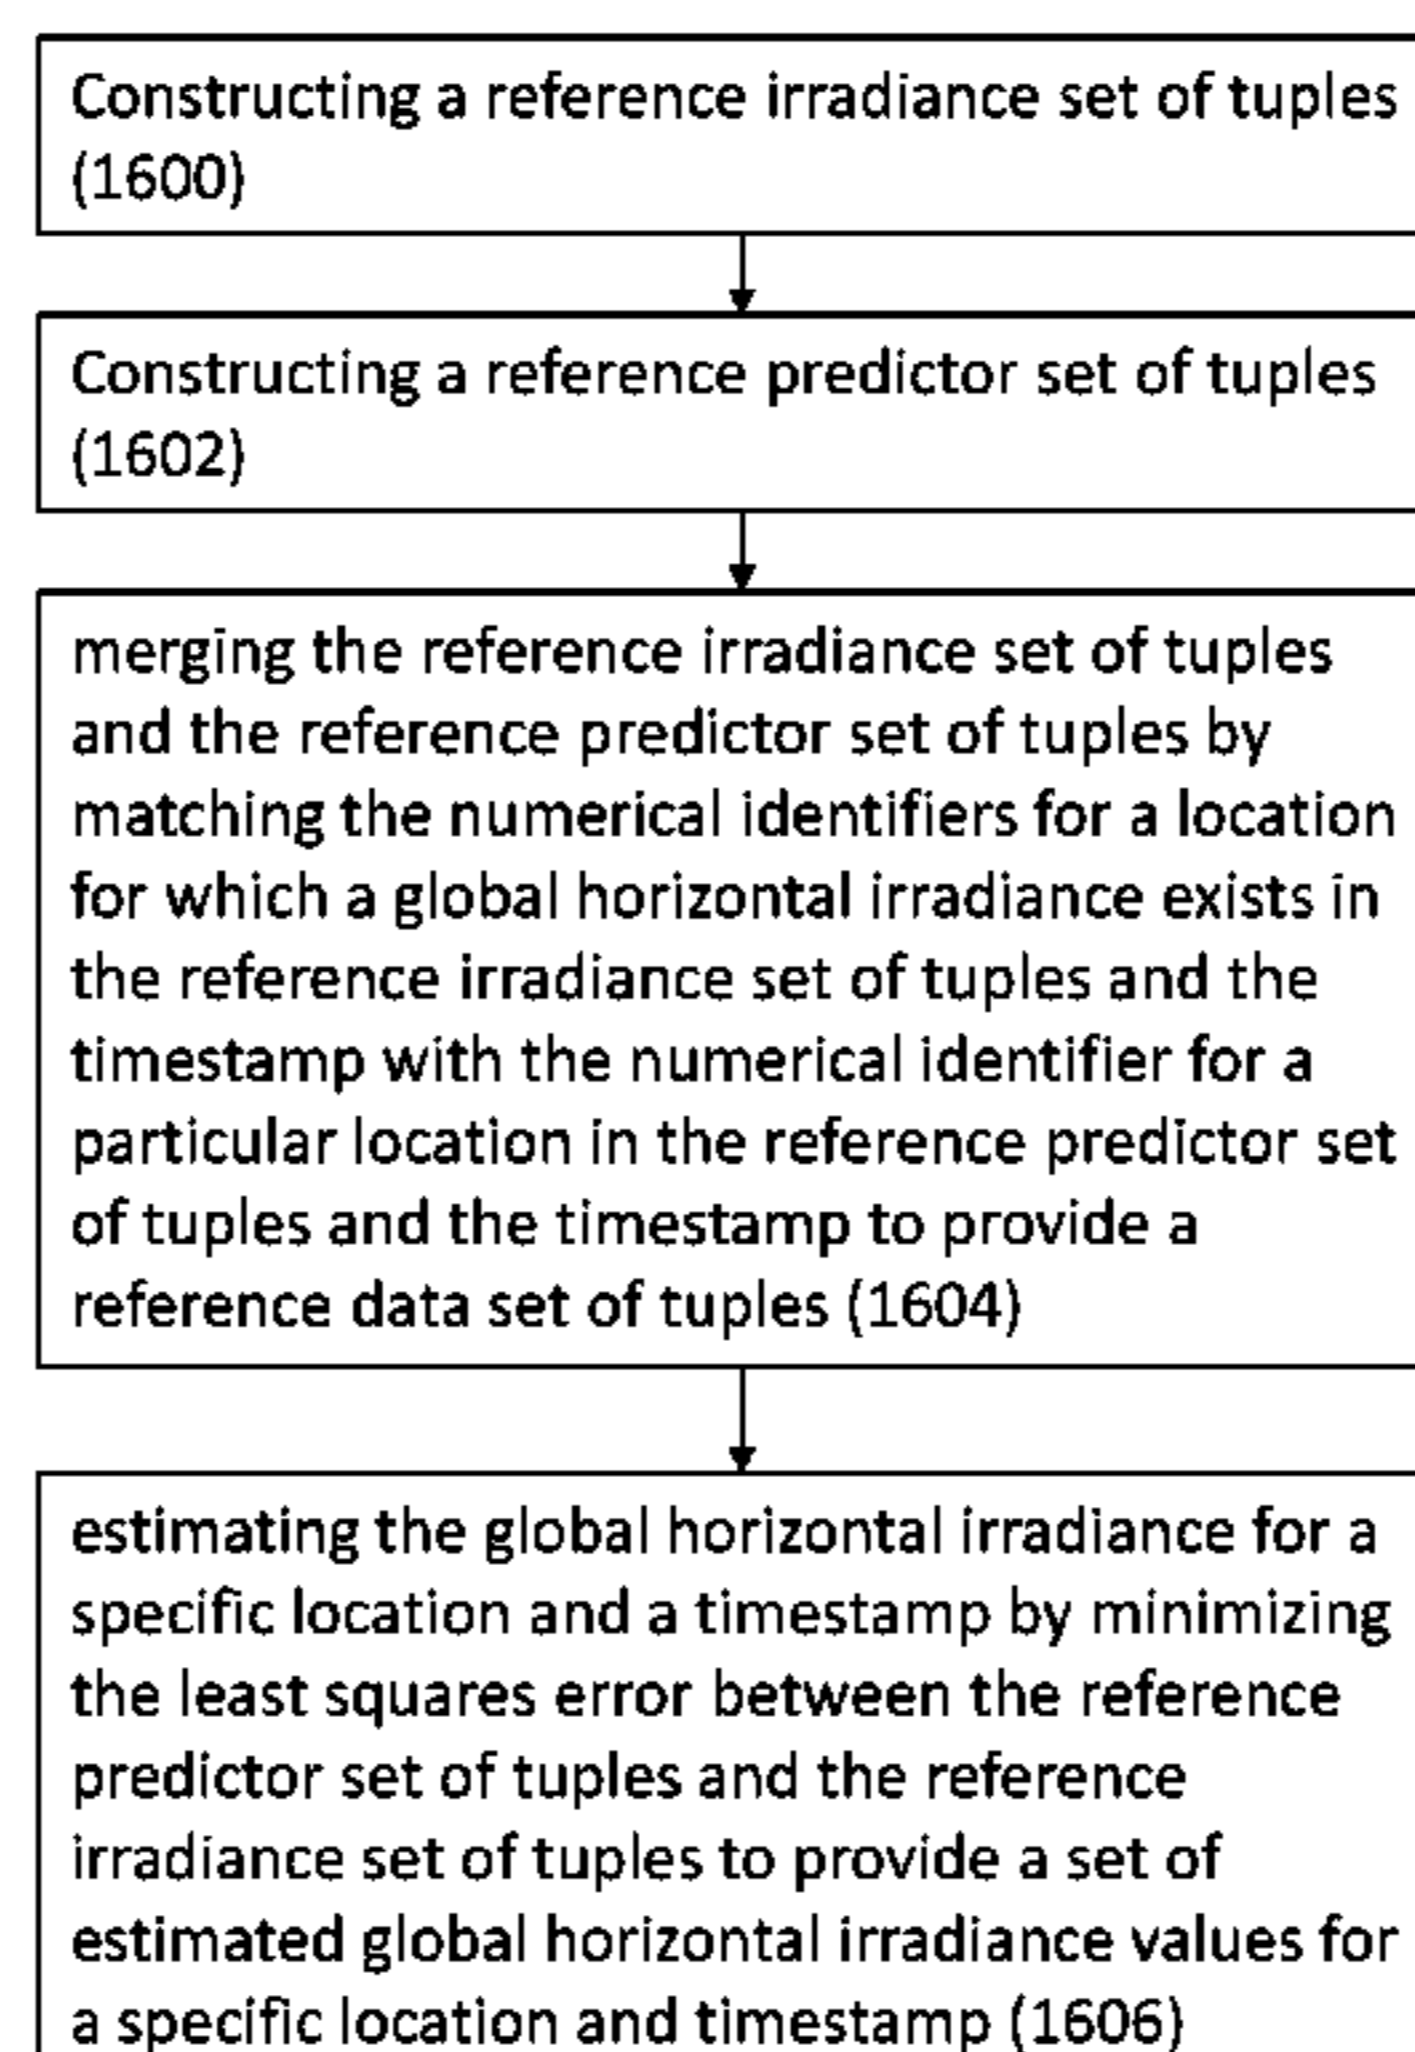 Constructing a reference irradiance set of tuples
(1600)
Constructing a reference predictor set of tuples
(1602)
merging the reference irradiance set of tuples
and the reference predictor set of tuples by
matching the numerical identifiers for a location
for which a global horizontal irradiance exists in
the reference irradiance set of tuples and the
timestamp with the numerical identifier for a
particular location in the reference predictor set
of tuples and the timestamp to provide a
reference data set of tuples (1604)
estimating the global horizontal irradiance for a
specific location and a timestamp by minimizing
the least squares error between the reference
predictor set of tuples and the reference
irradiance set of tuples to provide a set of
estimated global horizontal irradiance values for
a specific location and timestamp (1606)